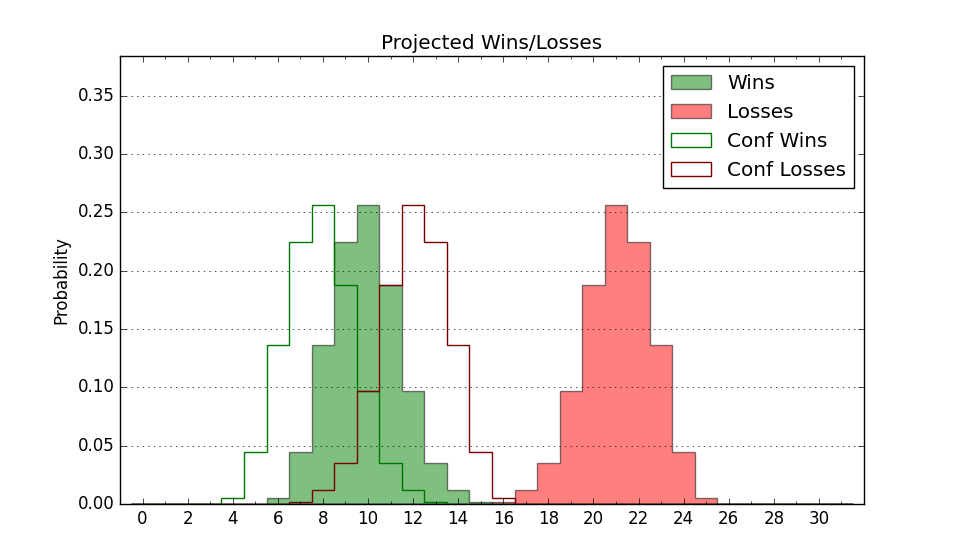 Projected Wins/Losses
Wins
Losses
Conf Wins
Conf Losses
Probability
0.35
0.30
0.25
0.20
0.15
0.10
0.05
0.00
0 2 4 6 8 10 12 14 16 18 20 22 24 26 28 30